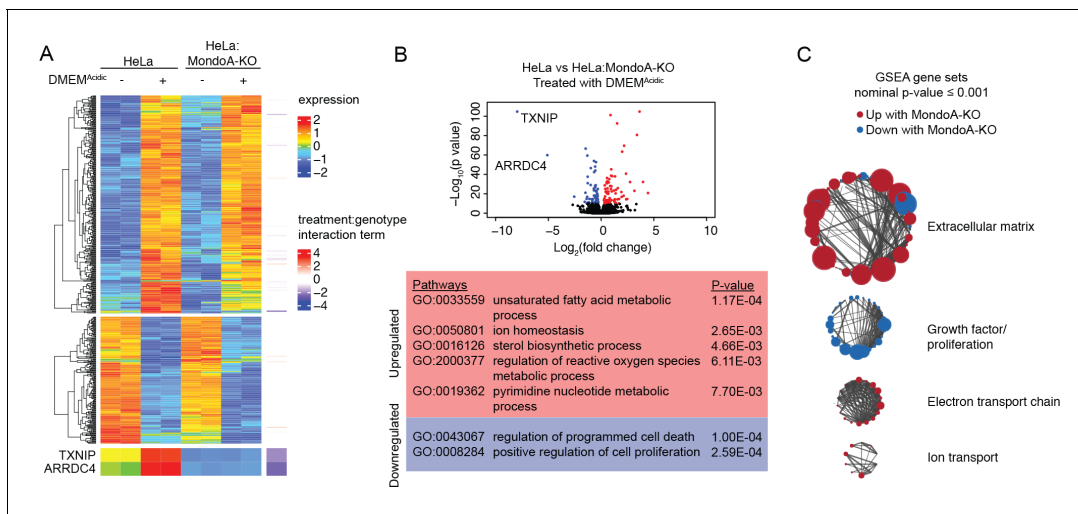 A
HeLa
HeLa:
MondoA-KO
DMEM^Acidic - + - +
expression
2
1
0
−1
−2
treatment:genotype
interaction term
4
2
0
−2
−4
TXNIP
ARRDC4
B
HeLa vs HeLa:MondoA-KO
Treated with DMEM^Acidic
−Log10(p value)
100
80
60
40
20
0
TXNIP
ARRDC4
−10 −5 0 5 10
Log2(fold change)
Upregulated
Downregulated
Pathways P-value
GO:0033559 unsaturated fatty acid metabolic 1.17E-04
process
GO:0050801 ion homeostasis 2.65E-03
GO:0016126 sterol biosynthetic process 4.66E-03
GO:2000377 regulation of reactive oxygen species 6.11E-03
metabolic process
GO:0019362 pyrimidine nucleotide metabolic 7.70E-03
process
GO:0043067 regulation of programmed cell death 1.00E-04
GO:0008284 positive regulation of cell proliferation 2.59E-04
C
GSEA gene sets
nominal p-value ≤ 0.001
Up with MondoA-KO
Down with MondoA-KO
Extracellular matrix
Growth factor/
proliferation
Electron transport chain
Ion transport